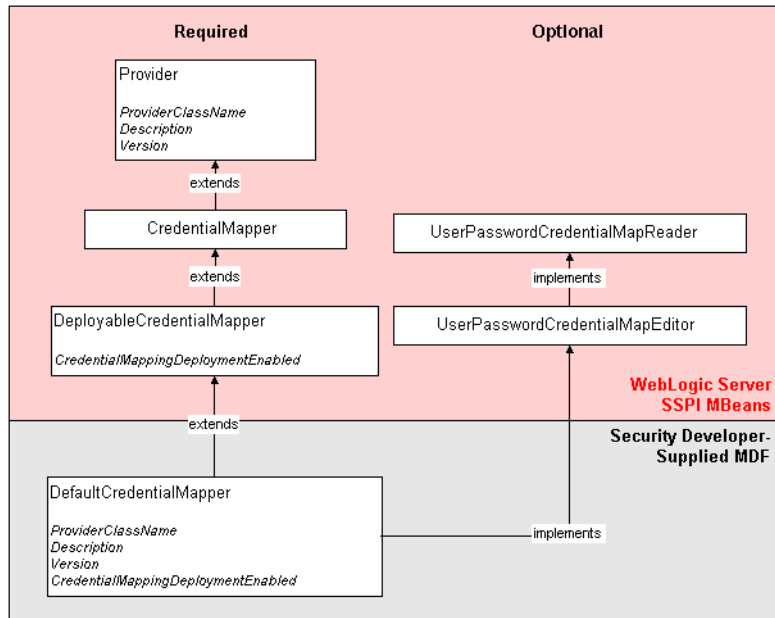 Required
Optional
Provider
ProviderClassName
Description
Version
extends
CredentialMapper
UserPasswordCredentialMapReader
extends
implements
DeployableCredentialMapper
CredentialMappingDeploymentEnabled
UserPasswordCredentialMapEditor
WebLogic Server
SSPI MBeans
extends
Security Developer-
Supplied MDF
DefaultCredentialMapper
ProviderClassName
Description
Version
CredentialMappingDeploymentEnabled
implements